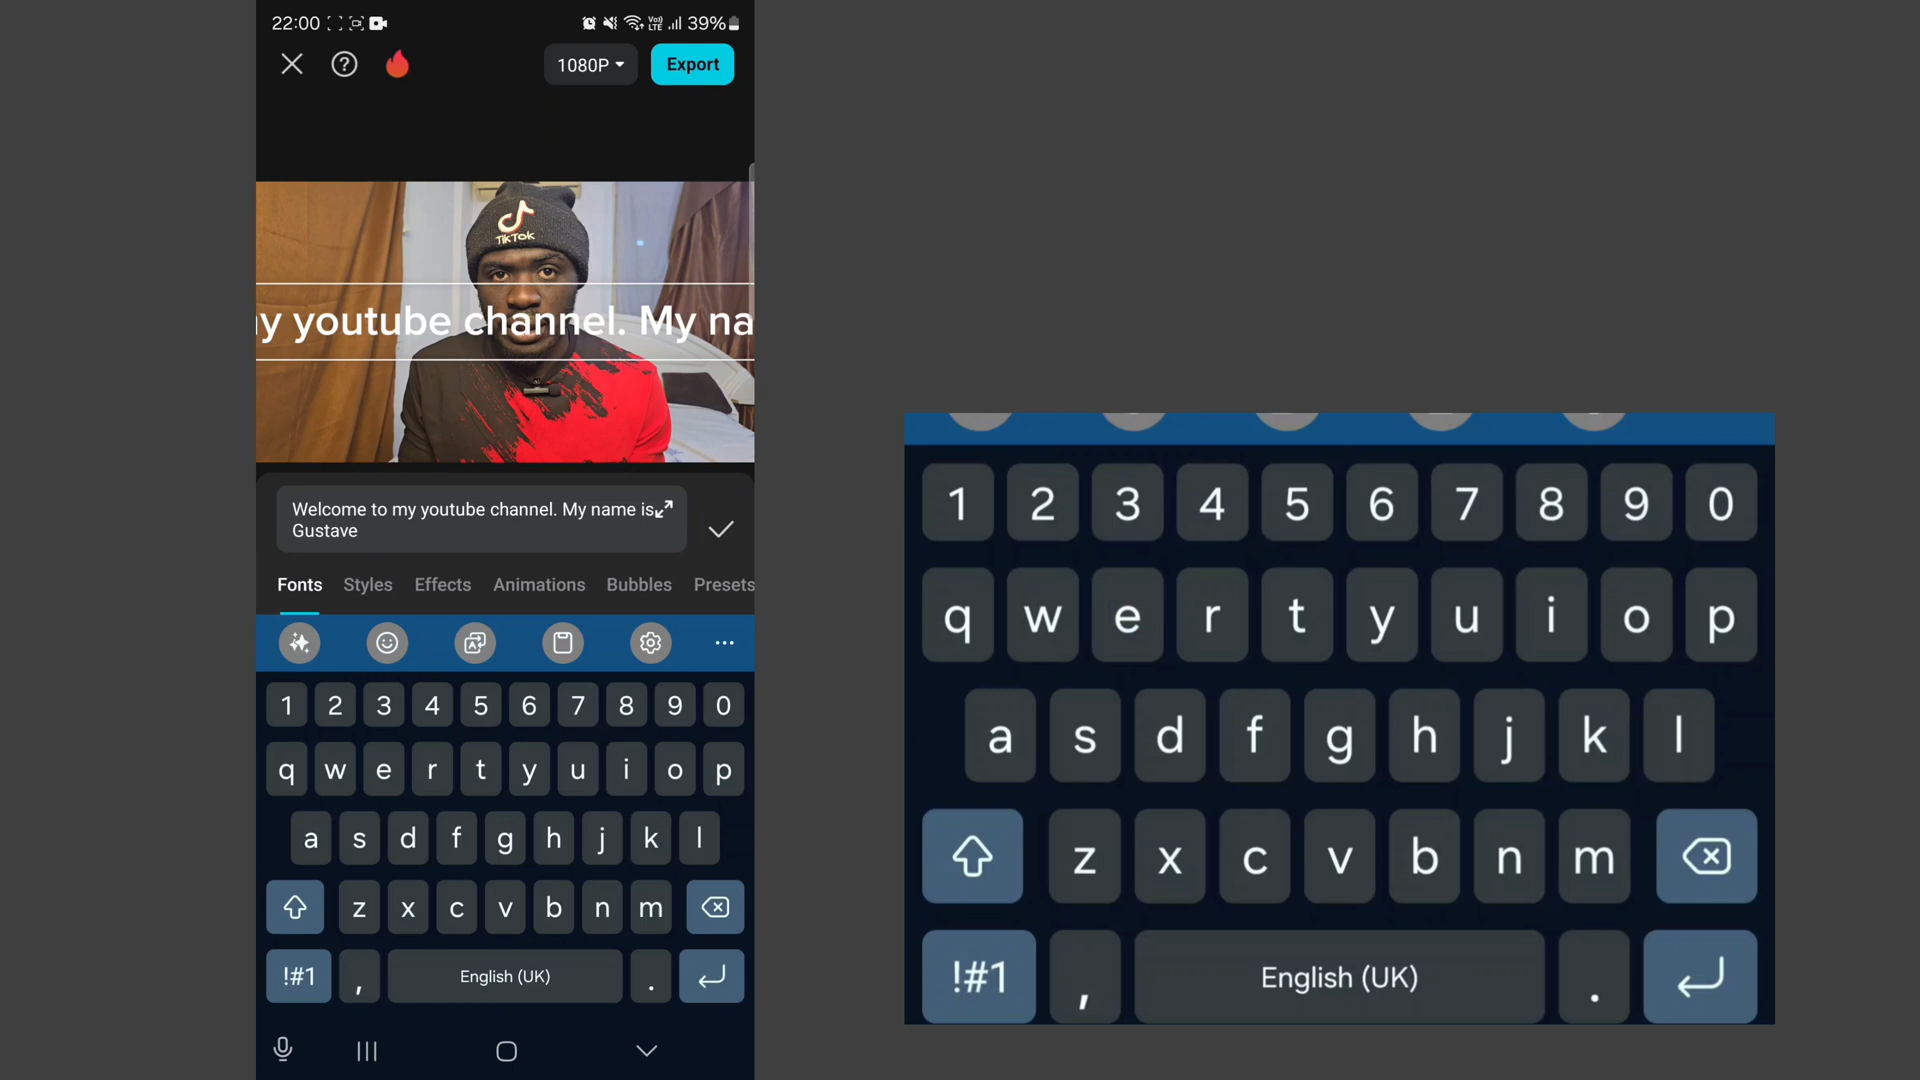 22:00
Vo)) LTE
39%
1080P
Export
TikTok
y youtube channel. My na
Welcome to my youtube channel. My name is
Gustave
Fonts Styles Effects Animations Bubbles Presets
1 2 3 4 5 6 7 8 9 0
q w e r t y u i o p
a s d f g h j k l
z x c v b n m
!#1 , English (UK) .
1 2 3 4 5 6 7 8 9 0
q w e r t y u i o p
a s d f g h j k l
z x c v b n m
!#1 , English (UK) .